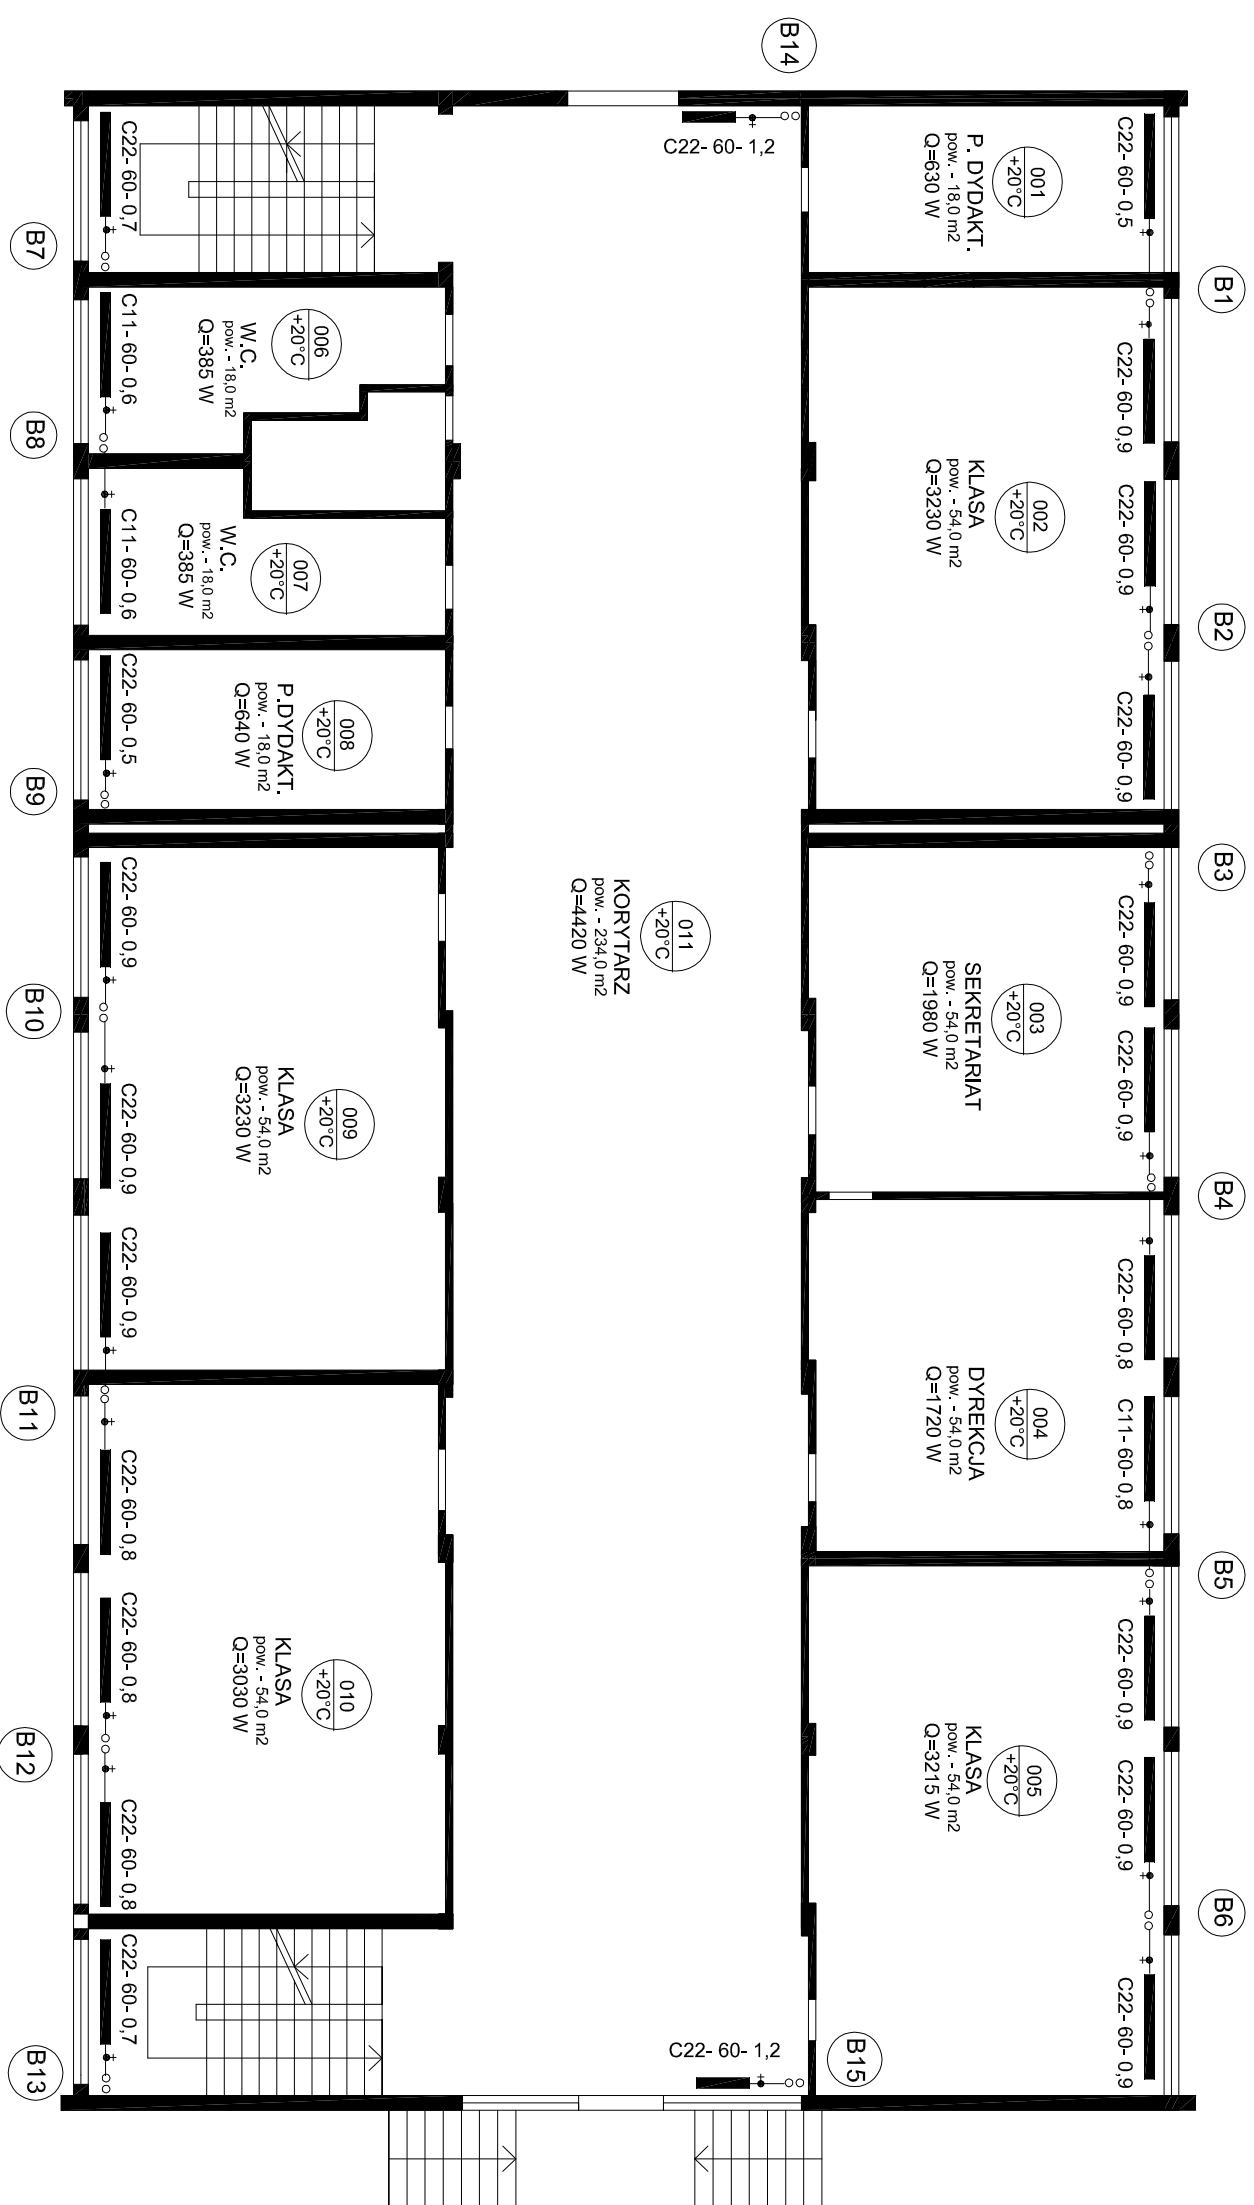 B14
C22- 60- 1,2
001
+20°C
P. DYDAKT.
pow. - 18,0 m2
Q=630 W
C22- 60- 0,5
B1
C22- 60- 0,9
002
+20°C
KLASA
pow. - 54,0 m2
Q=3230 W
C22- 60- 0,9
B2
C22- 60- 0,9
B3
C22- 60- 0,9
003
+20°C
SEKRETARIAT
pow. - 54,0 m2
Q=1980 W
C22- 60- 0,9
B4
C22- 60- 0,8
004
+20°C
DYREKCJA
pow. - 54,0 m2
Q=1720 W
C11- 60- 0,8
B5
C22- 60- 0,9
005
+20°C
KLASA
pow. - 54,0 m2
Q=3215 W
C22- 60- 0,9
B6
C22- 60- 0,9
B15
C22- 60- 1,2
011
+20°C
KORYTARZ
pow. - 234,0 m2
Q=4420 W
C22- 60- 0,7
B7
006
+20°C
W.C.
pow. - 18,0 m2
Q=385 W
C11- 60- 0,6
B8
007
+20°C
W.C.
pow. - 18,0 m2
Q=385 W
C11- 60- 0,6
008
+20°C
P.DYDAKT.
pow. - 18,0 m2
Q=640 W
C22- 60- 0,5
B9
C22- 60- 0,9
B10
009
+20°C
KLASA
pow. - 54,0 m2
Q=3230 W
C22- 60- 0,9
C22- 60- 0,9
B11
C22- 60- 0,8
010
+20°C
KLASA
pow. - 54,0 m2
Q=3030 W
C22- 60- 0,8
B12
C22- 60- 0,8
C22- 60- 0,7
B13